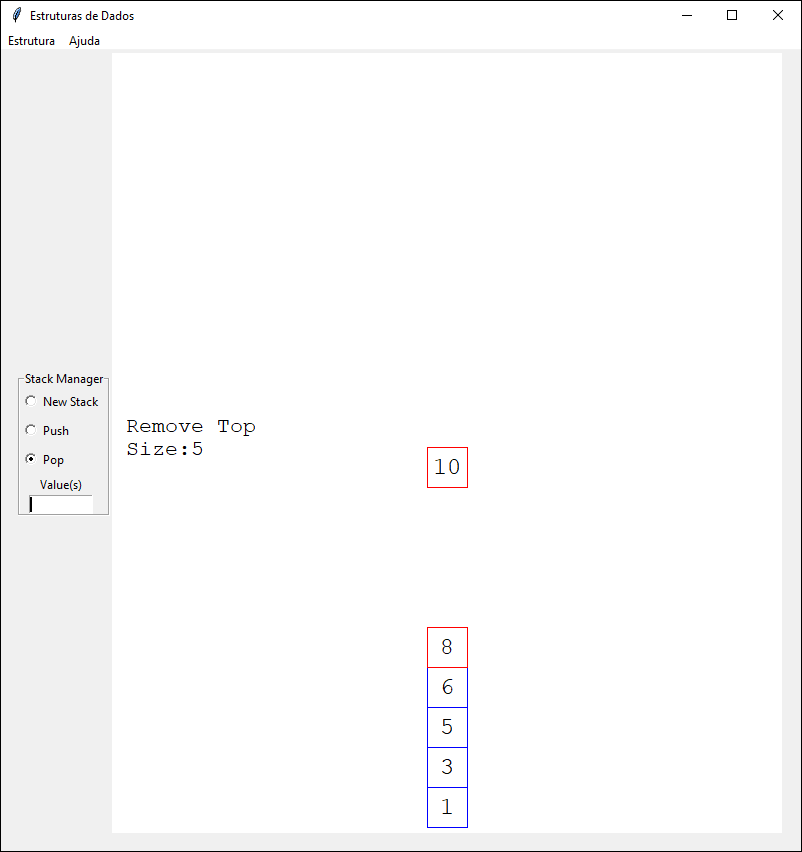 Estruturas de Dados
Estrutura Ajuda
Stack Manager
New Stack
Push
Pop
Value(s)
Remove Top
Size:5
10
8
6
5
3
1